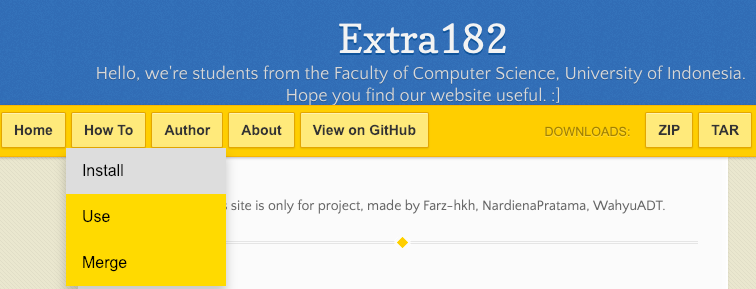 Extra182
Hello, we're students from the Faculty of Computer Science, University of Indonesia.
Hope you find our website useful. :]
Home How To Author About View on GitHub DOWNLOADS: ZIP TAR
Install
site is only for project, made by Farz-hkh, NardienaPratama, WahyuADT.
Use
Merge